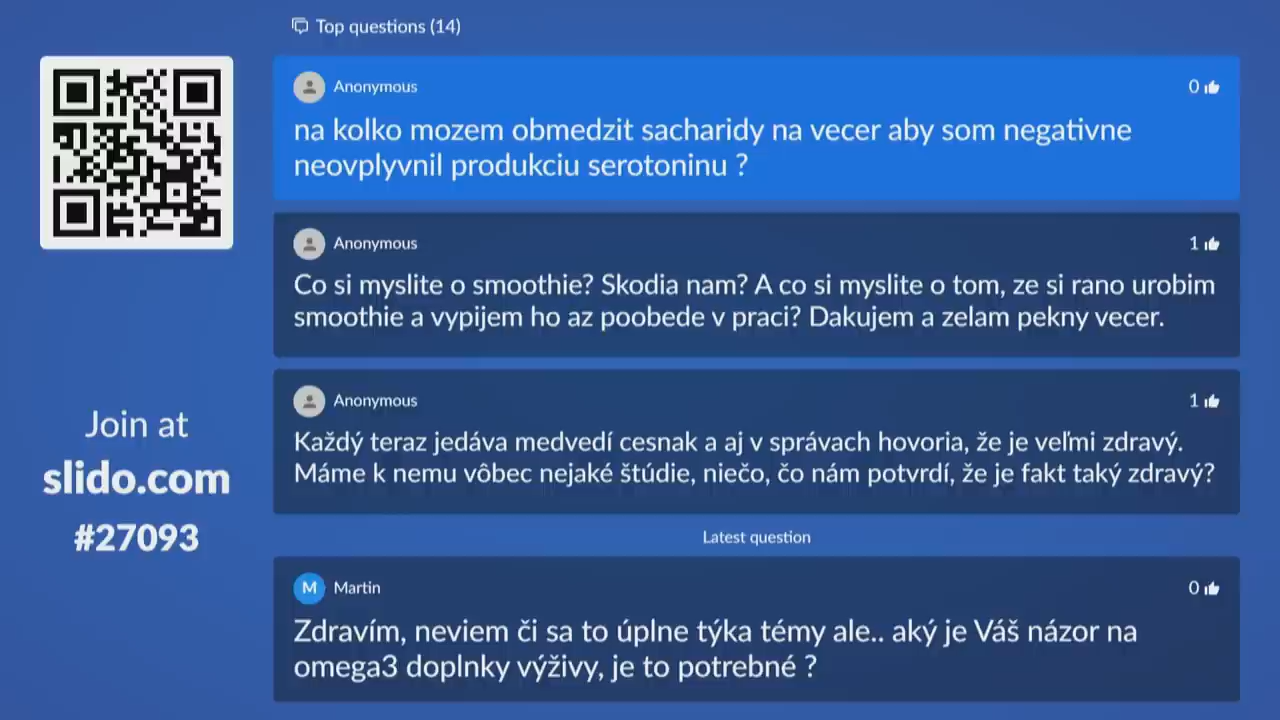 Top questions (14)
Anonymous
0
na kolko mozem obmedzit sacharidy na vecer aby som negativne
neovplyvnil produkciu serotoninu ?
Anonymous
1
Co si myslite o smoothie? Skodia nam? A co si myslite o tom, ze si rano urobim
smoothie a vypijem ho az poobede v praci? Dakujem a zelam pekny vecer.
Anonymous
1
Každý teraz jedáva medvedí cesnak a aj v správach hovoria, že je veľmi zdravý.
Máme k nemu vôbec nejaké štúdie, niečo, čo nám potvrdí, že je fakt taký zdravý?
Latest question
M
Martin
0
Zdravím, neviem či sa to úplne týka témy ale.. aký je Váš názor na
omega3 doplnky výživy, je to potrebné ?
Join at
slido.com
#27093